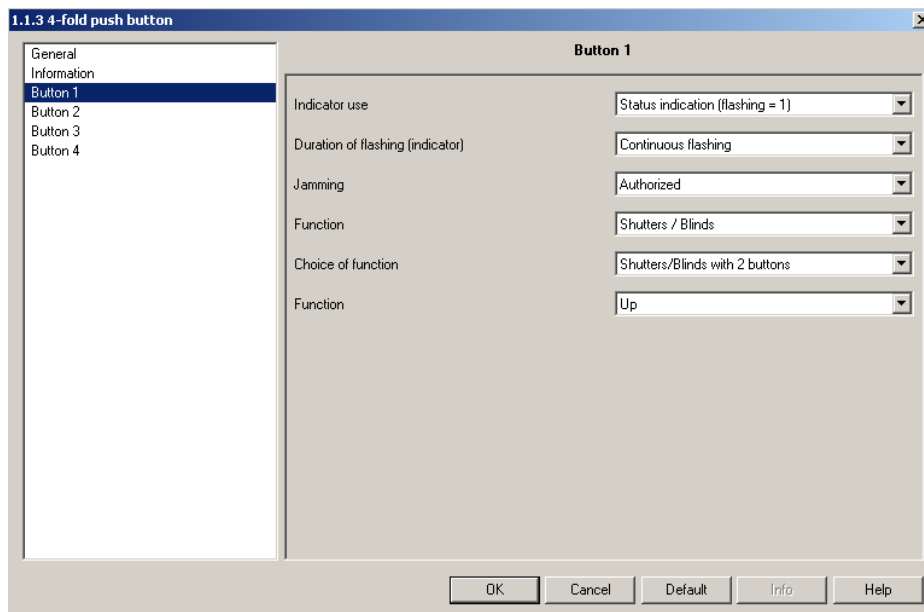 1.1.3 4-fold push button
General
Information
Button 1
Button 2
Button 3
Button 4
Button 1
Indicator use
Status indication (flashing = 1)
Duration of flashing (indicator)
Continuous flashing
Jamming
Authorized
Function
Shutters / Blinds
Choice of function
Shutters/Blinds with 2 buttons
Function
Up
OK
Cancel
Default
Info
Help